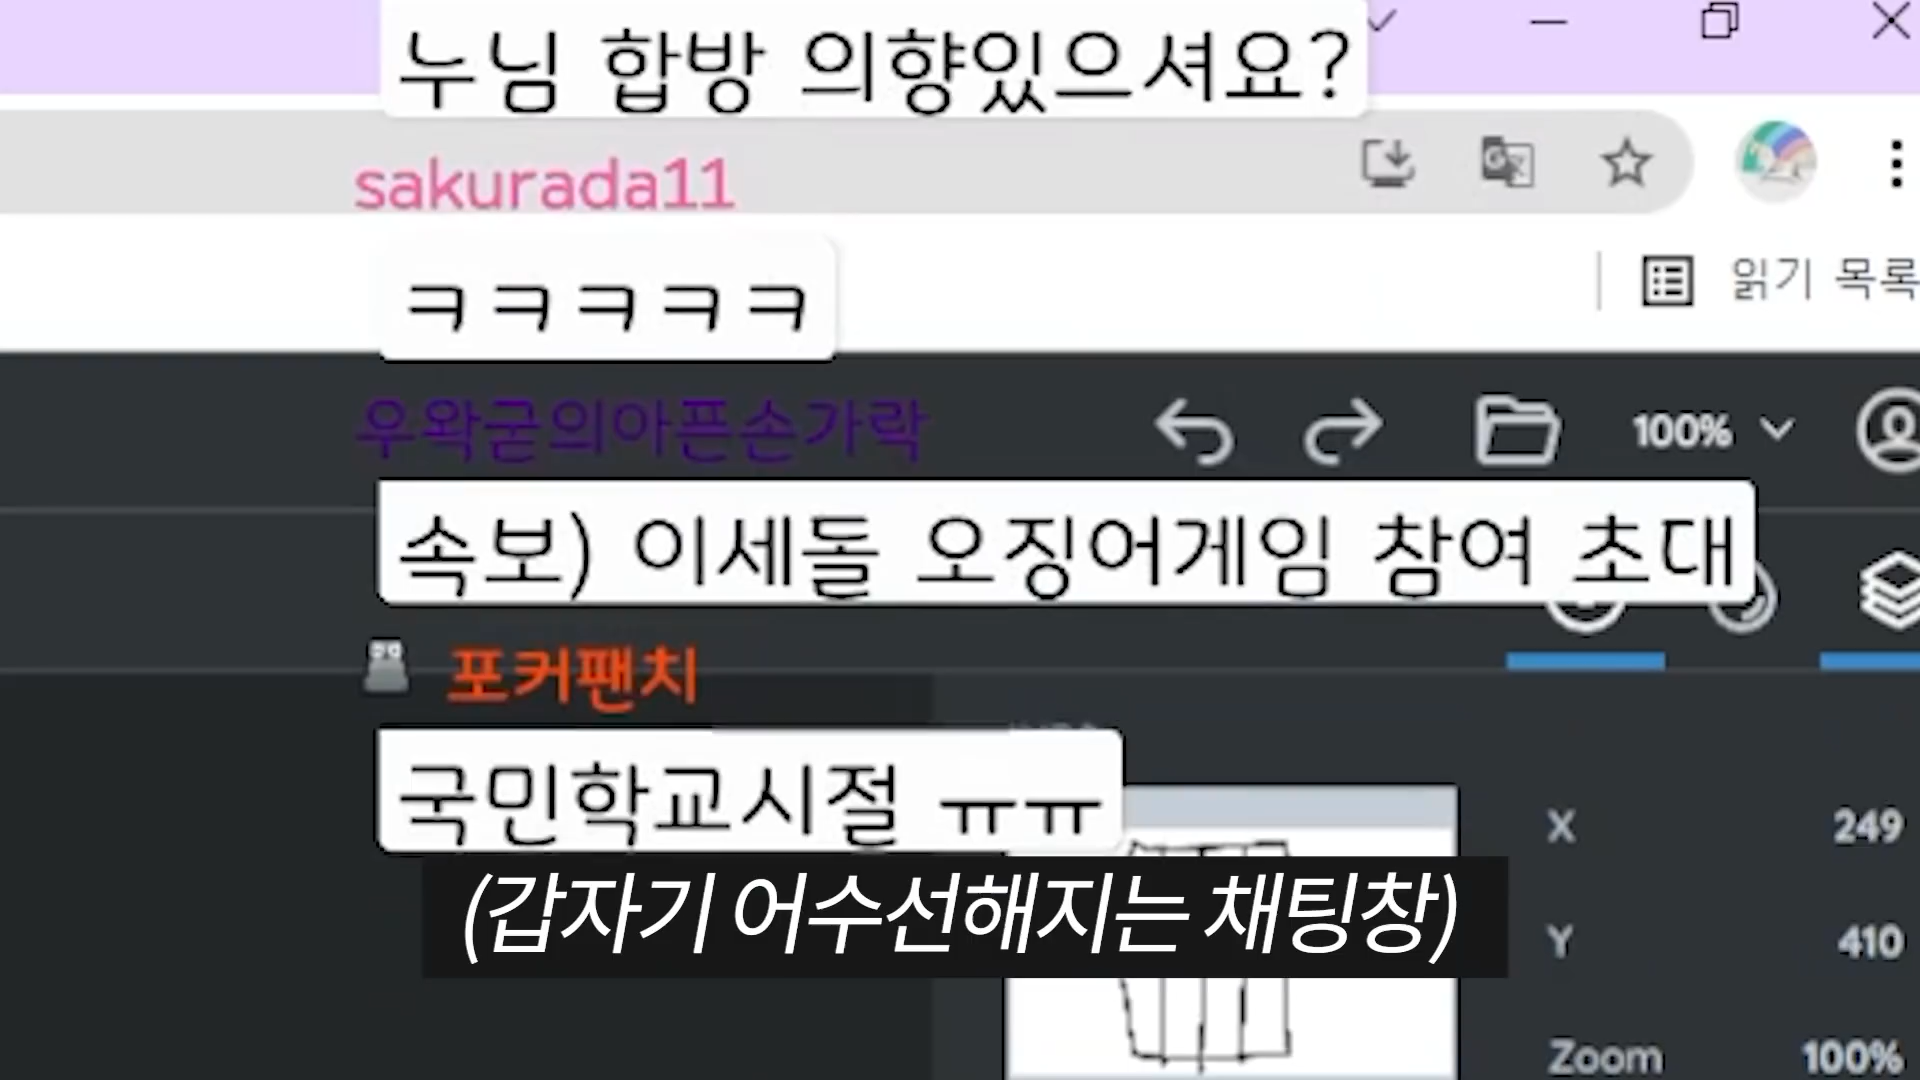 누님 합방 의향있으셔요?
sakurada11
ㅋㅋㅋㅋㅋ
읽기 목록
우왁굳의아픈손가락
100%
속보) 이세돌 오징어게임 참여 초대
포커팬치
국민학교시절 ㅠㅠ
X 249
(갑자기 어수선해지는 채팅창)
Y 410
Zoom 100%